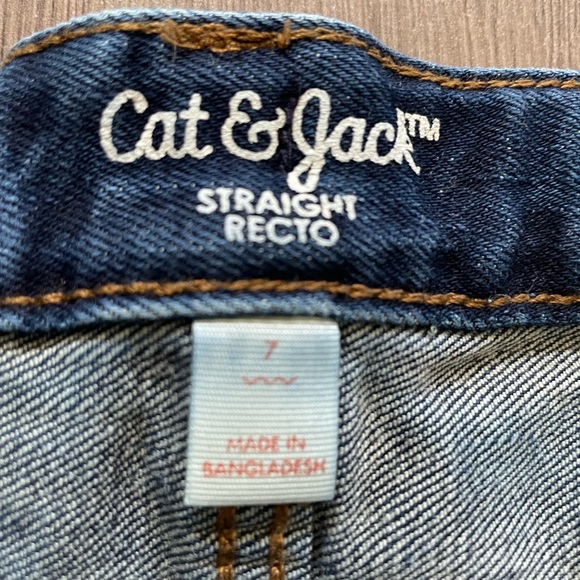 Cat & Jack™
STRAIGHT
RECTO
7
MADE IN
BANGLADESH